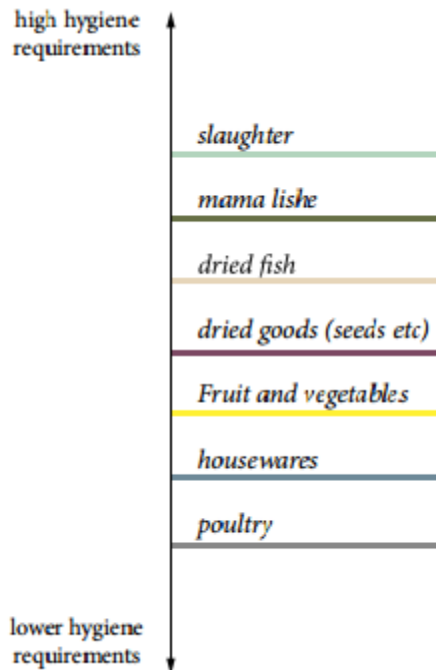 high hygiene
requirements
slaughter
mama lishe
dried fish
dried goods (seeds etc)
Fruit and vegetables
housewares
poultry
lower hygiene
requirements